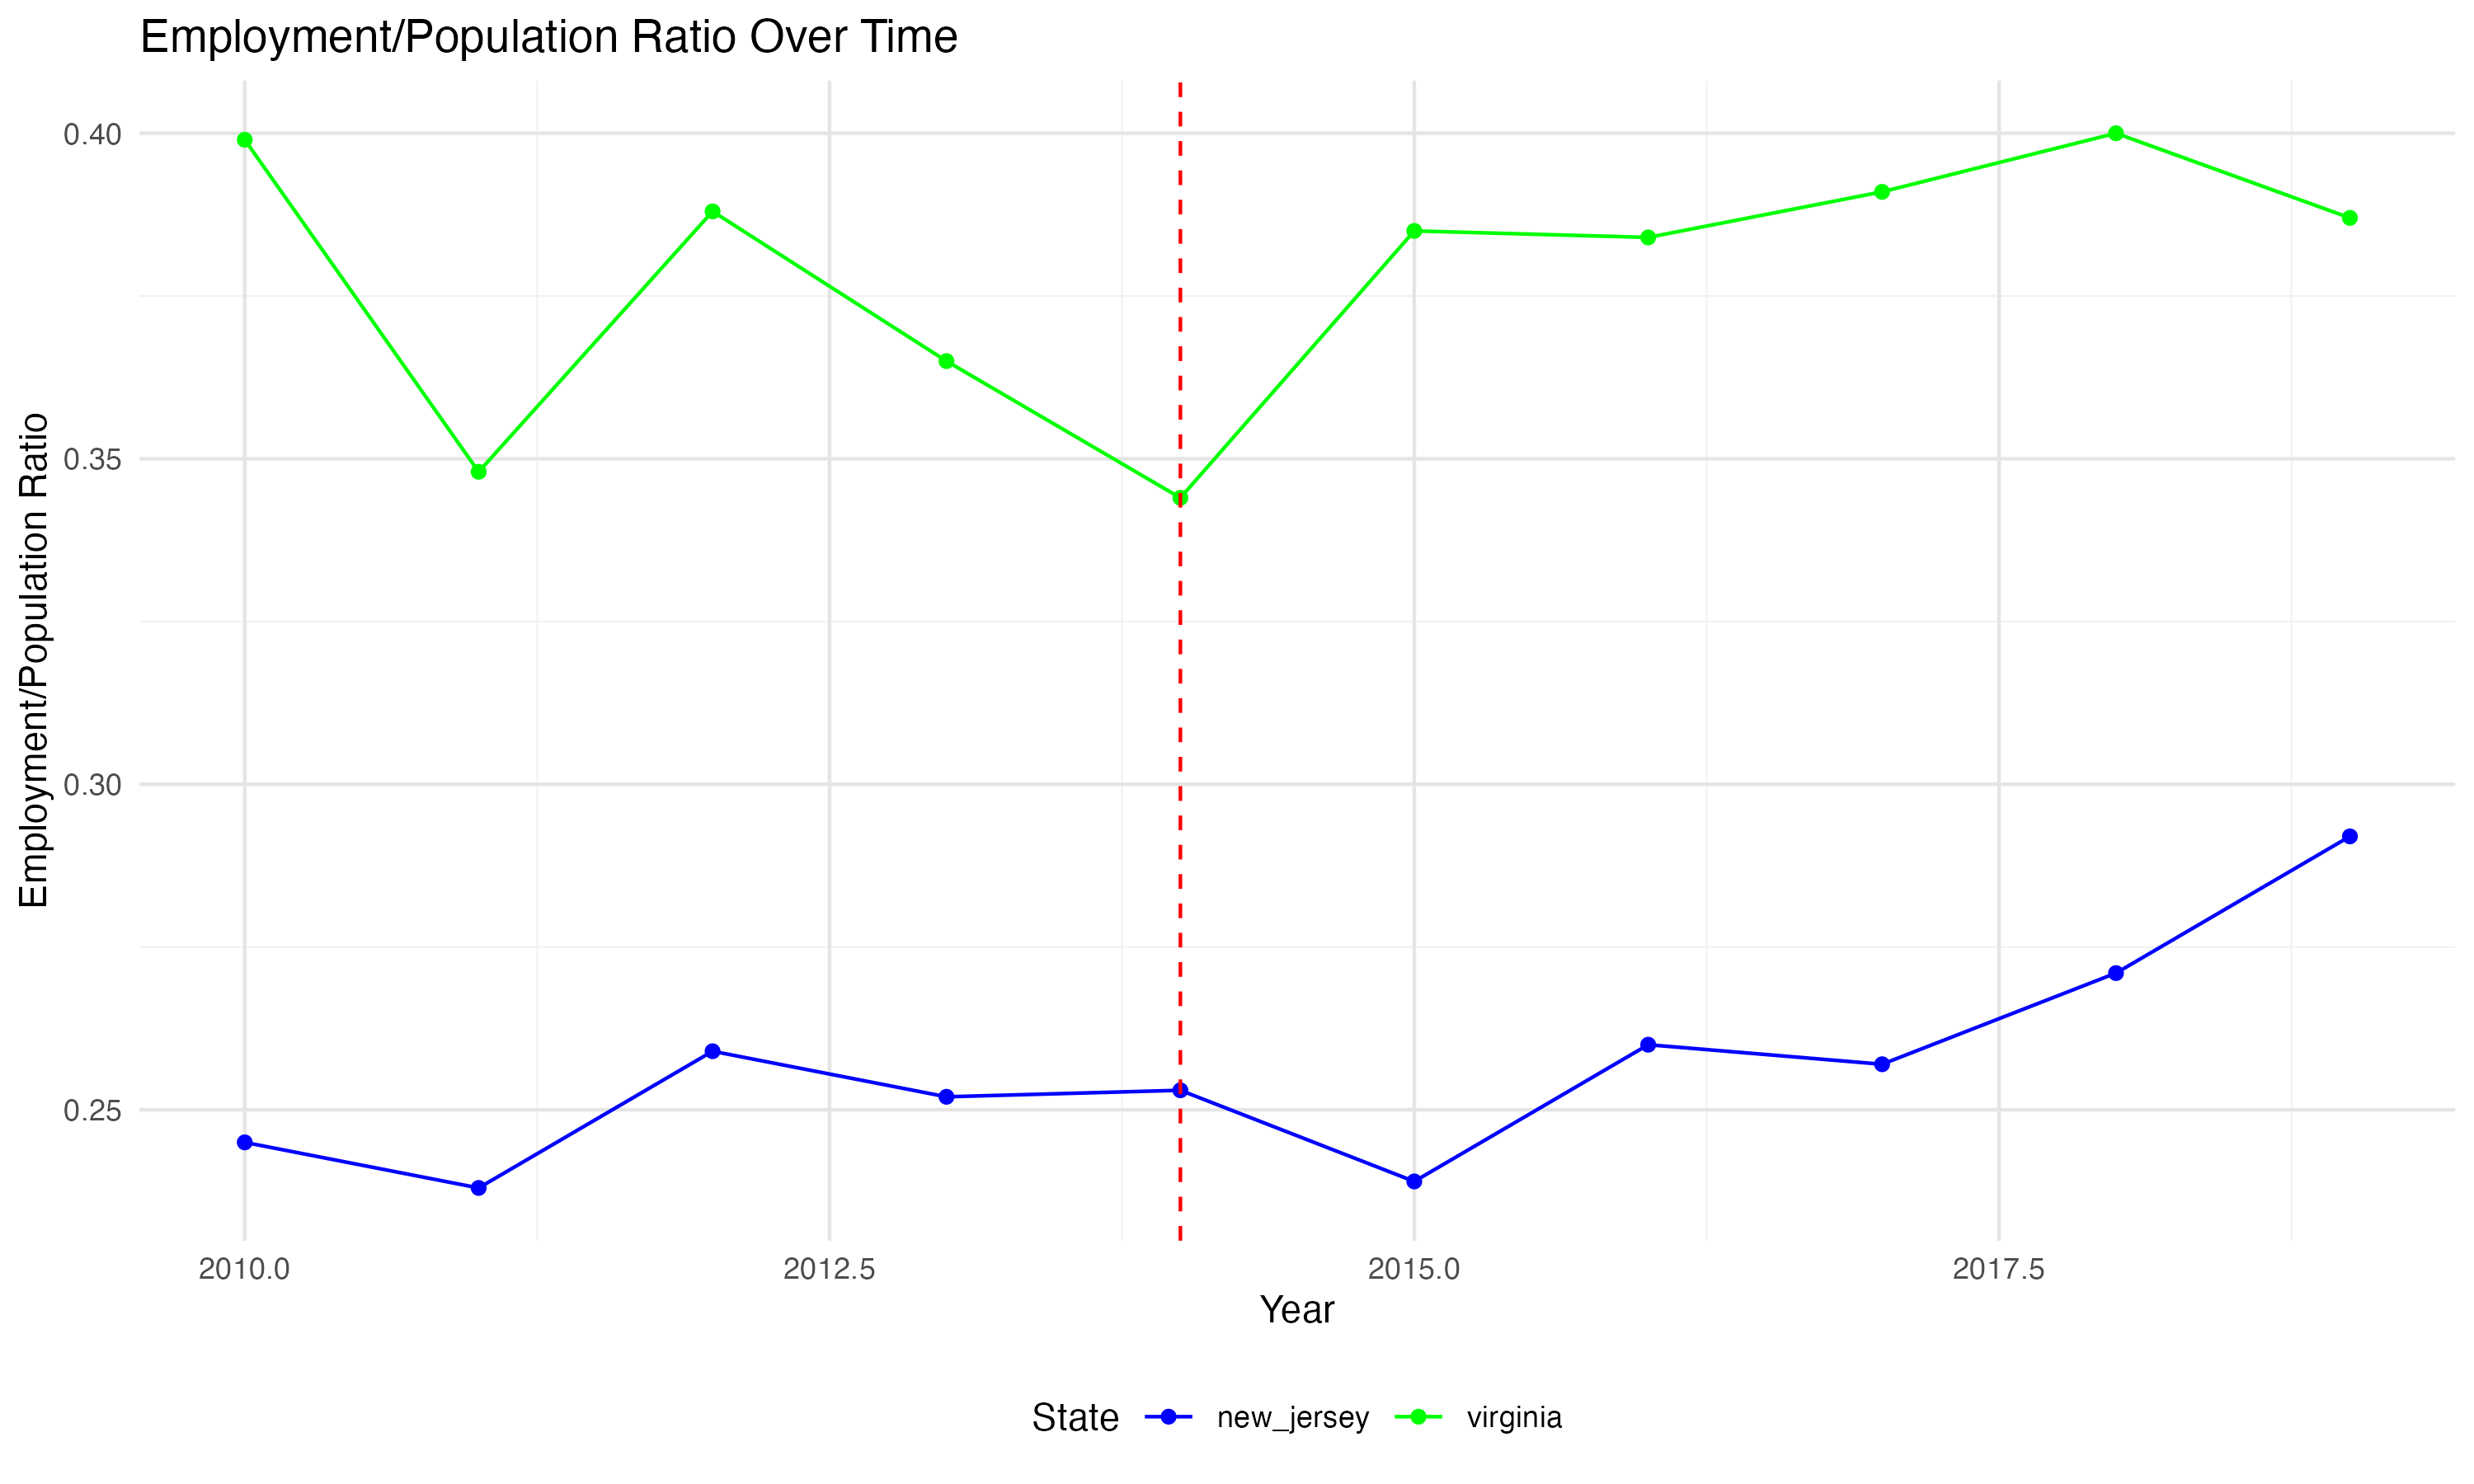 Employment/Population Ratio Over Time
Employment/Population Ratio
0.40
0.35
0.30
0.25
2010.0 2012.5 2015.0 2017.5
Year
State new_jersey virginia